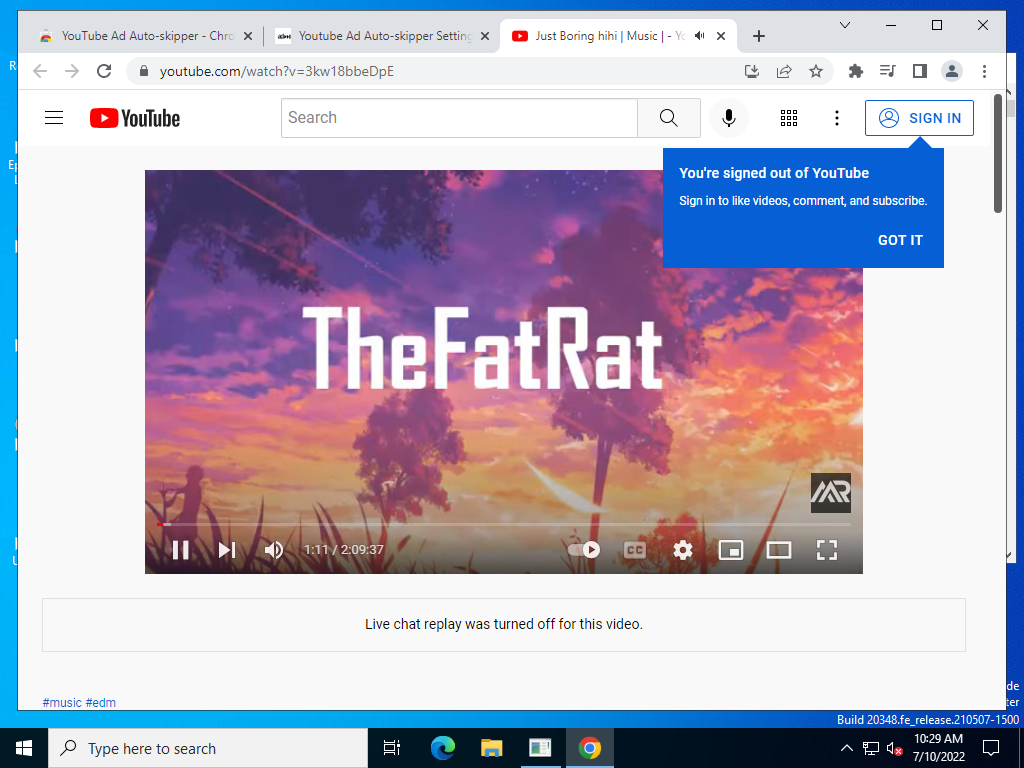 YouTube Ad Auto-skipper - Chro
Youtube Ad Auto-skipper Setting
Just Boring hihi | Music | - Yo
youtube.com/watch?v=3kw18bbeDpE
YouTube
Search
SIGN IN
You're signed out of YouTube
Sign in to like videos, comment, and subscribe.
GOT IT
TheFatRat
MR
1:11 / 2:09:37
CC
Live chat replay was turned off for this video.
#music #edm
Build 20348.fe_release.210507-1500
Type here to search
10:29 AM
7/10/2022